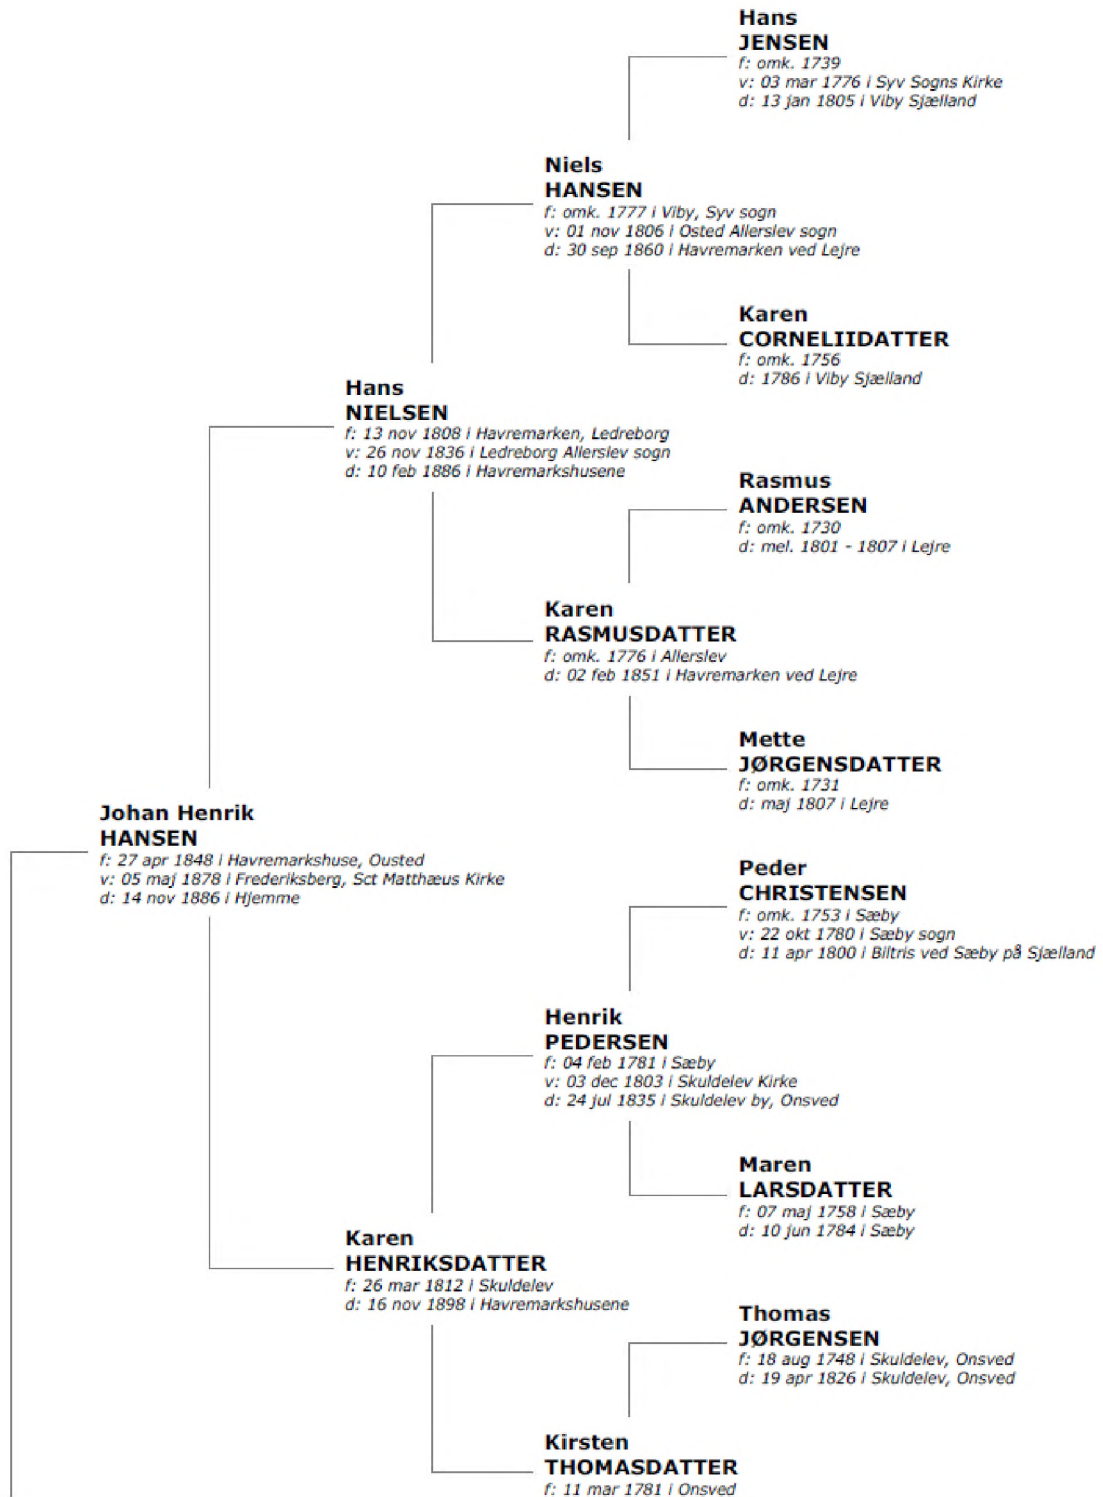 Hans
JENSEN
f: omk. 1739
v: 03 mar 1776 i Syv Sogns Kirke
d: 13 jan 1805 i Viby Sjælland
Niels
HANSEN
f: omk. 1777 i Viby, Syv sogn
v: 01 nov 1806 i Osted Allerslev sogn
d: 30 sep 1860 i Havremarken ved Lejre
Karen
CORNELIIDATTER
f: omk. 1756
d: 1786 i Viby Sjælland
Hans
NIELSEN
f: 13 nov 1808 i Havremarken, Ledreborg
v: 26 nov 1836 i Ledreborg Allerslev sogn
d: 10 feb 1886 i Havremarkshusene
Rasmus
ANDERSEN
f: omk. 1730
d: mel. 1801 - 1807 i Lejre
Karen
RASMUSDATTER
f: omk. 1776 i Allerslev
d: 02 feb 1851 i Havremarken ved Lejre
Mette
JØRGENSDATTER
f: omk. 1731
d: maj 1807 i Lejre
Johan Henrik
HANSEN
f: 27 apr 1848 i Havremarkshuse, Ousted
v: 05 maj 1878 i Frederiksberg, Sct Matthæus Kirke
d: 14 nov 1886 i Hjemme
Peder
CHRISTENSEN
f: omk. 1753 i Sæby
v: 22 okt 1780 i Sæby sogn
d: 11 apr 1800 i Biltris ved Sæby på Sjælland
Henrik
PEDERSEN
f: 04 feb 1781 i Sæby
v: 03 dec 1803 i Skuldelev Kirke
d: 24 jul 1835 i Skuldelev by, Onsved
Maren
LARSDATTER
f: 07 maj 1758 i Sæby
d: 10 jun 1784 i Sæby
Karen
HENRIKSDATTER
f: 26 mar 1812 i Skuldelev
d: 16 nov 1898 i Havremarkshusene
Thomas
JØRGENSEN
f: 18 aug 1748 i Skuldelev, Onsved
d: 19 apr 1826 i Skuldelev, Onsved
Kirsten
THOMASDATTER
f: 11 mar 1781 i Onsved